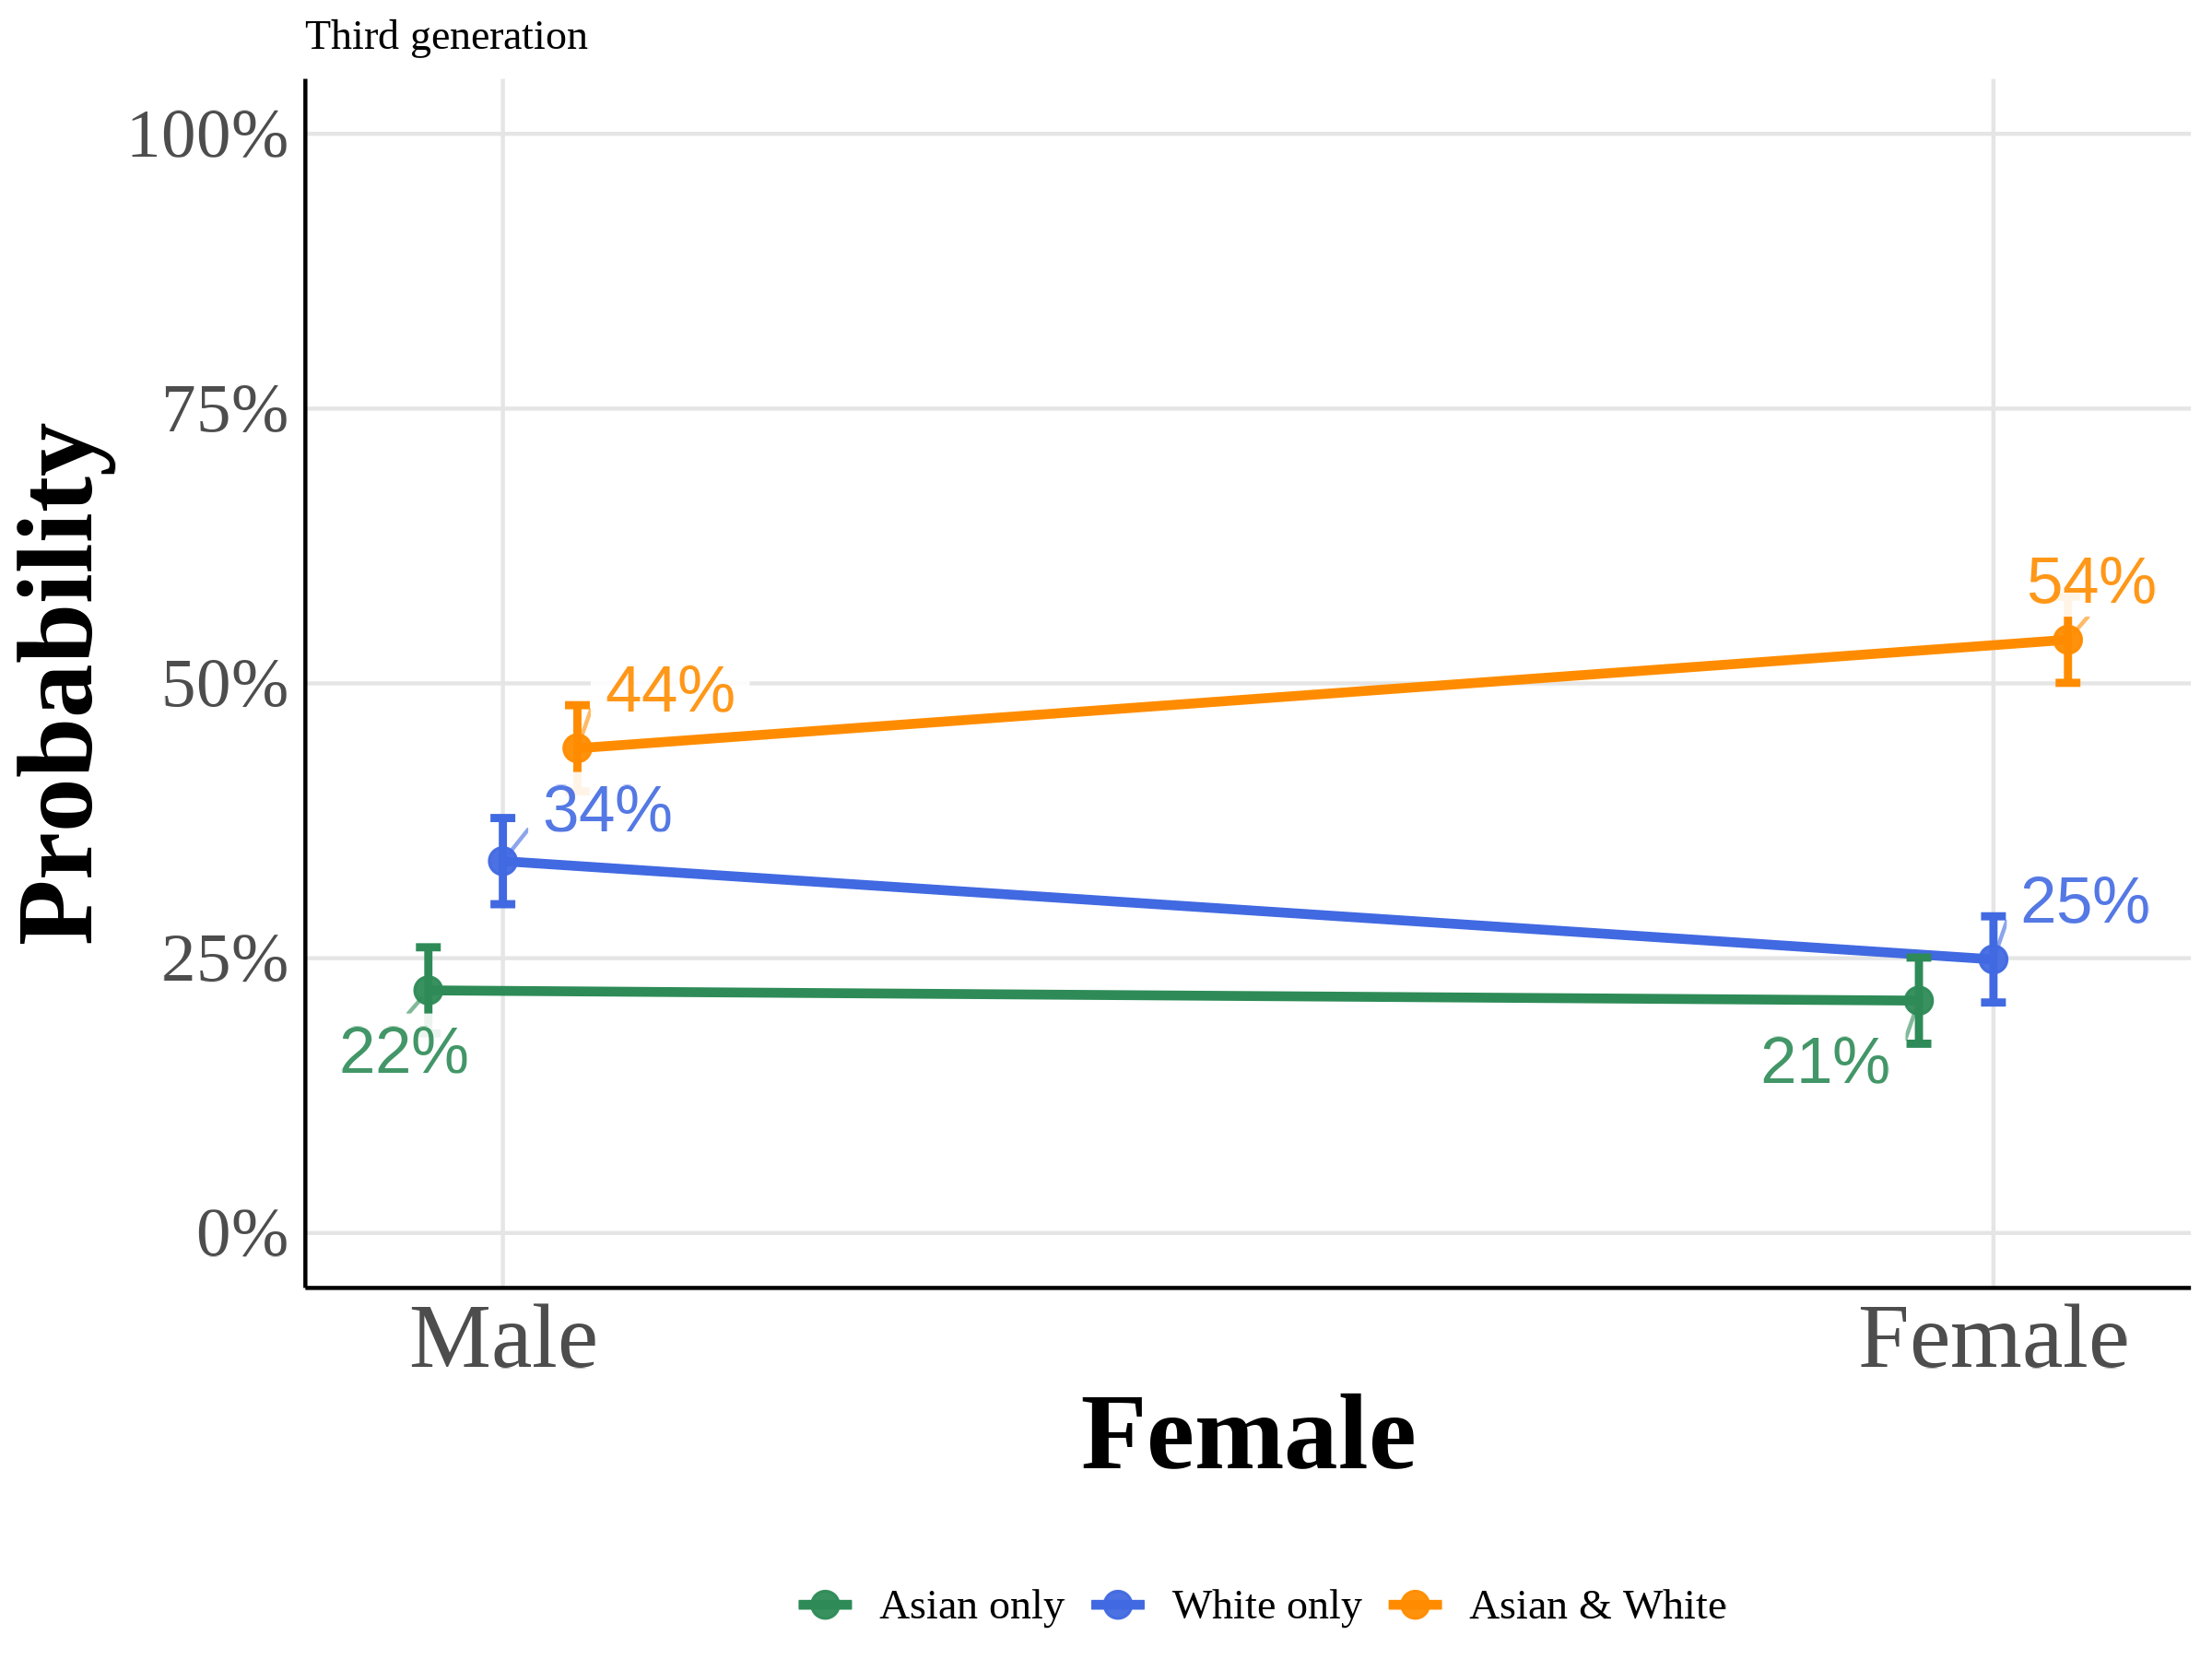 Third generation
100%
75%
50%
25%
0%
Probability
54%
44%
34%
25%
22%
21%
Male
Female
Female
Asian only
White only
Asian & White